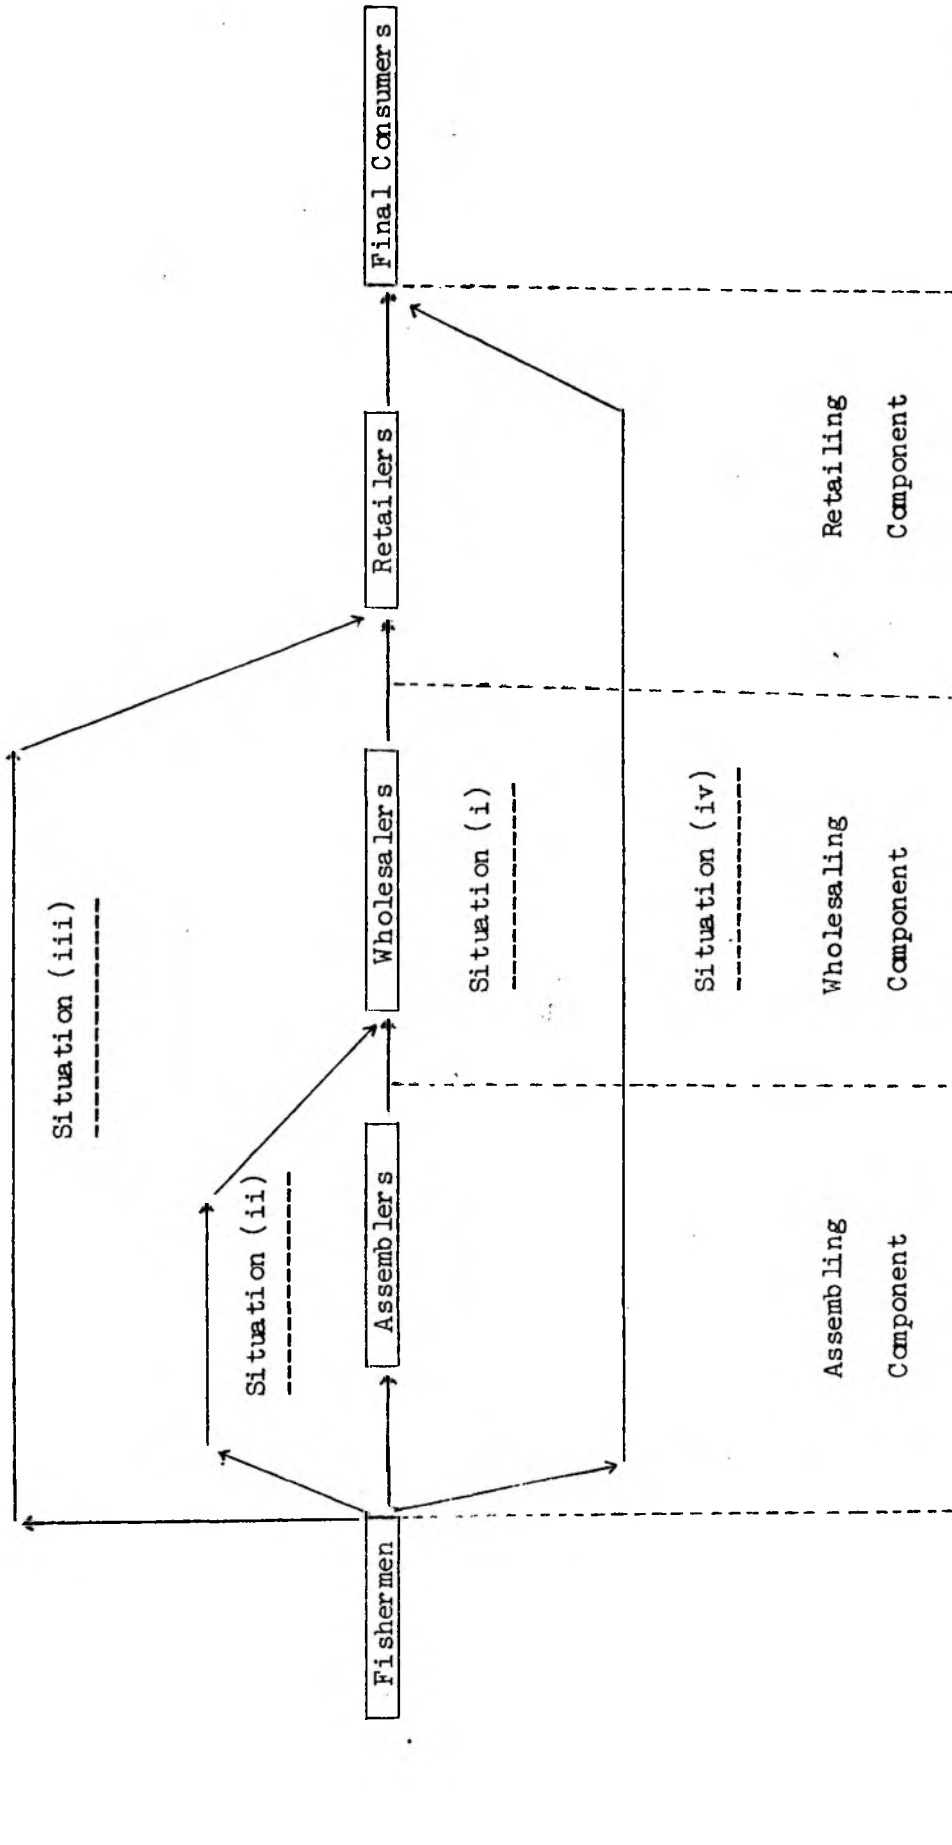 Situation (iii)
Situation (ii)
Fishermen
Assemblers
Wholesalers
Retailers
Final Consumers
Situation (i)
Situation (iv)
Assembling
Component
Wholesaling
Component
Retailing
Component